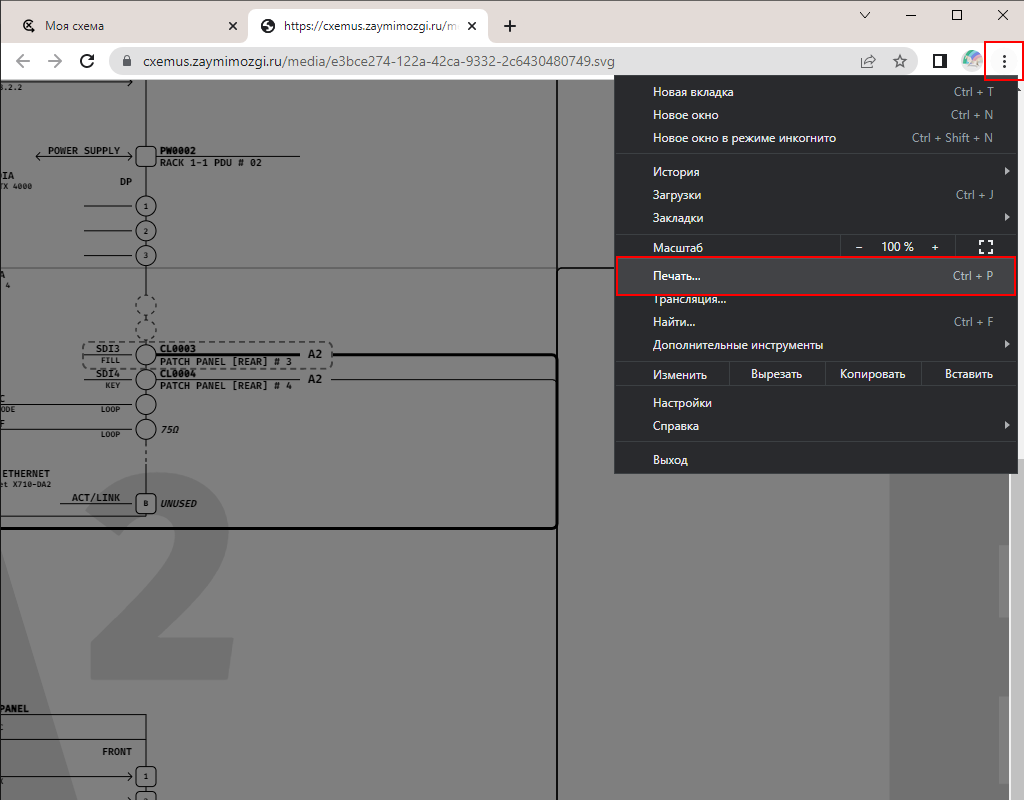 Моя схема
https://cxemus.zaymimozgi.ru/m
cxemus.zaymimozgi.ru/media/e3bce274-122a-42ca-9332-2c6430480749.svg
Новая вкладка Ctrl + T
Новое окно Ctrl + N
Новое окно в режиме инкогнито Ctrl + Shift + N
История
Загрузки Ctrl + J
Закладки
Масштаб − 100 % +
Печать... Ctrl + P
Трансляция...
Найти... Ctrl + F
Дополнительные инструменты
Изменить Вырезать Копировать Вставить
Настройки
Справка
Выход
.2.2
POWER SUPPLY PW0002
RACK 1-1 PDU # 02
DIA
TX 4000
DP
1
2
3
A
4
I
SDI3 CL0003 A2
FILL PATCH PANEL [REAR] # 3
SDI4 CL0004 A2
KEY PATCH PANEL [REAR] # 4
C
ODE LOOP
F
LOOP 75Ω
ETHERNET
et X710-DA2
ACT/LINK B UNUSED
2
PANEL
FRONT
1